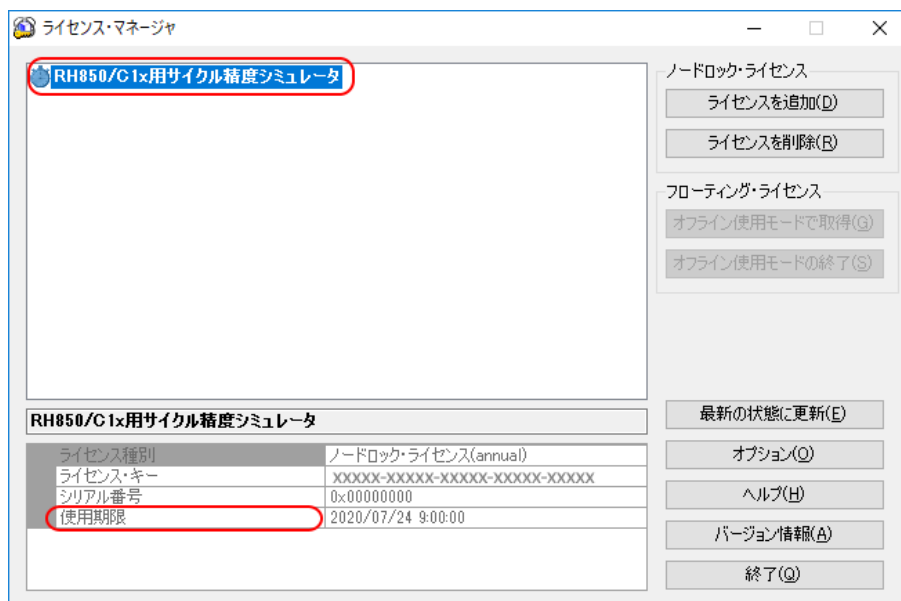 ライセンス・マネージャ
RH850/C1x用サイクル精度シミュレータ
ノードロック・ライセンス
ライセンスを追加(D)
ライセンスを削除(R)
フローティング・ライセンス
オフライン使用モードで取得(G)
オフライン使用モードの終了(S)
RH850/C1x用サイクル精度シミュレータ
ライセンス種別 ノードロック・ライセンス(annual)
ライセンス・キー XXXXX-XXXXX-XXXXX-XXXXX-XXXXX
シリアル番号 0x00000000
使用期限 2020/07/24 9:00:00
最新の状態に更新(E)
オプション(O)
ヘルプ(H)
バージョン情報(A)
終了(Q)